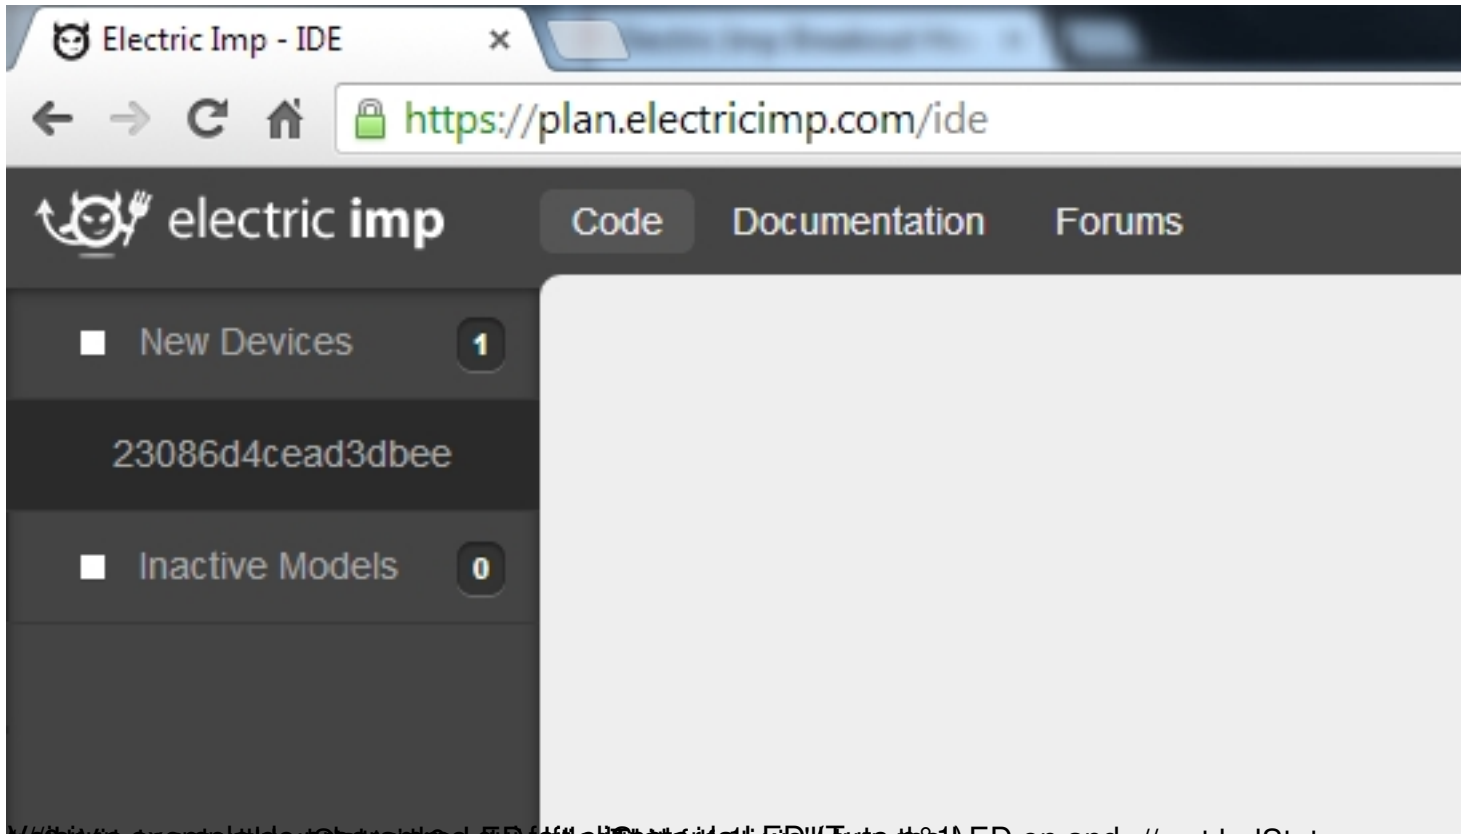 Electric Imp - IDE
https://plan.electricimp.com/ide
electric imp
Code Documentation Forums
New Devices 1
23086d4cead3dbee
Inactive Models 0